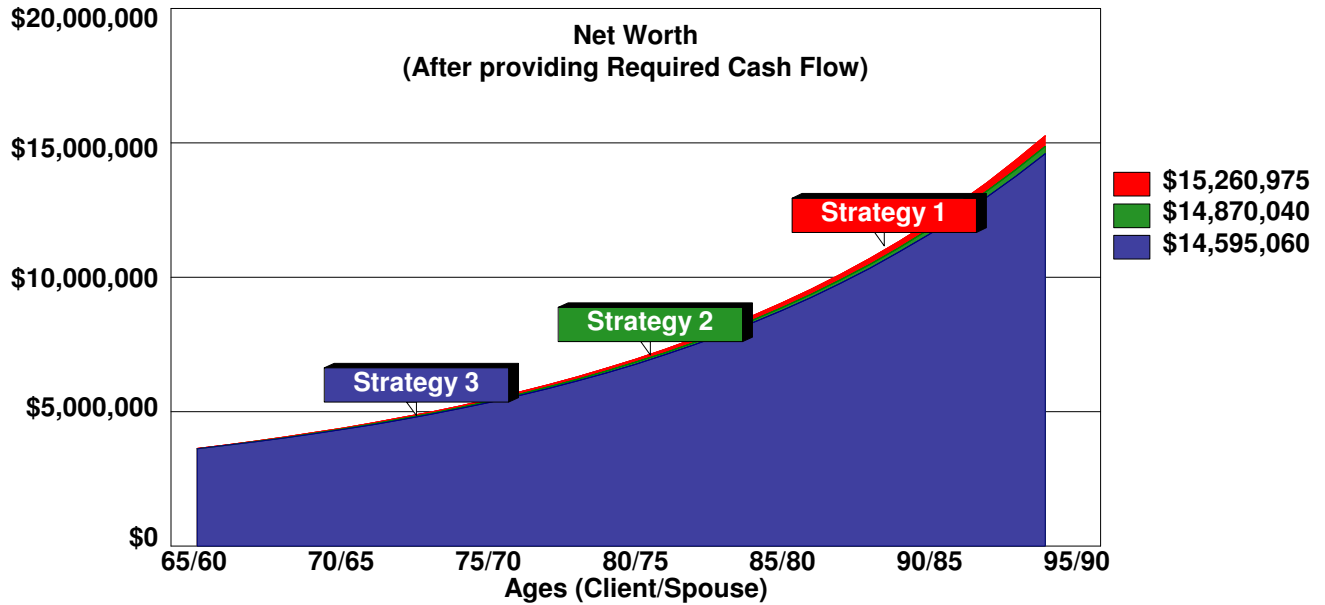 Net Worth
(After providing Required Cash Flow)
$20,000,000
$15,000,000
$10,000,000
$5,000,000
$0
Strategy 1
Strategy 2
Strategy 3
$15,260,975
$14,870,040
$14,595,060
65/60 70/65 75/70 80/75 85/80 90/85 95/90
Ages (Client/Spouse)